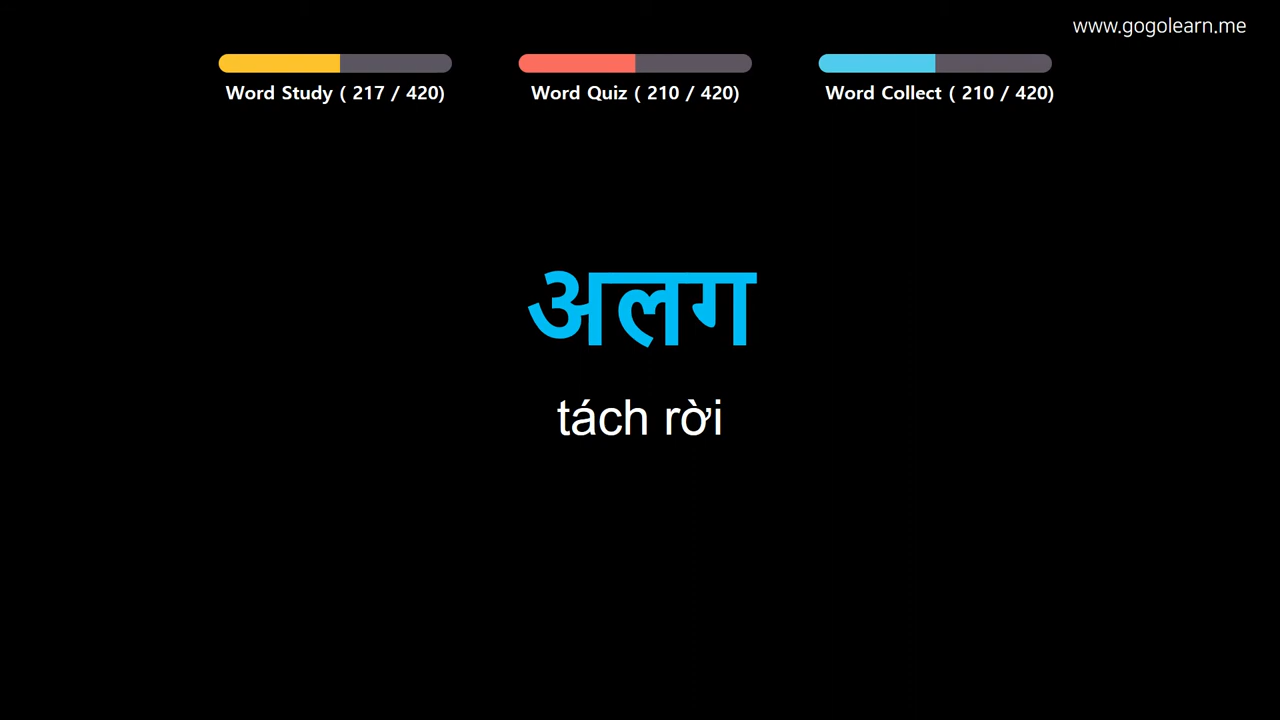 www.gogolearn.me
Word Study ( 217 / 420)
Word Quiz ( 210 / 420)
Word Collect ( 210 / 420)
अलग
tách rời